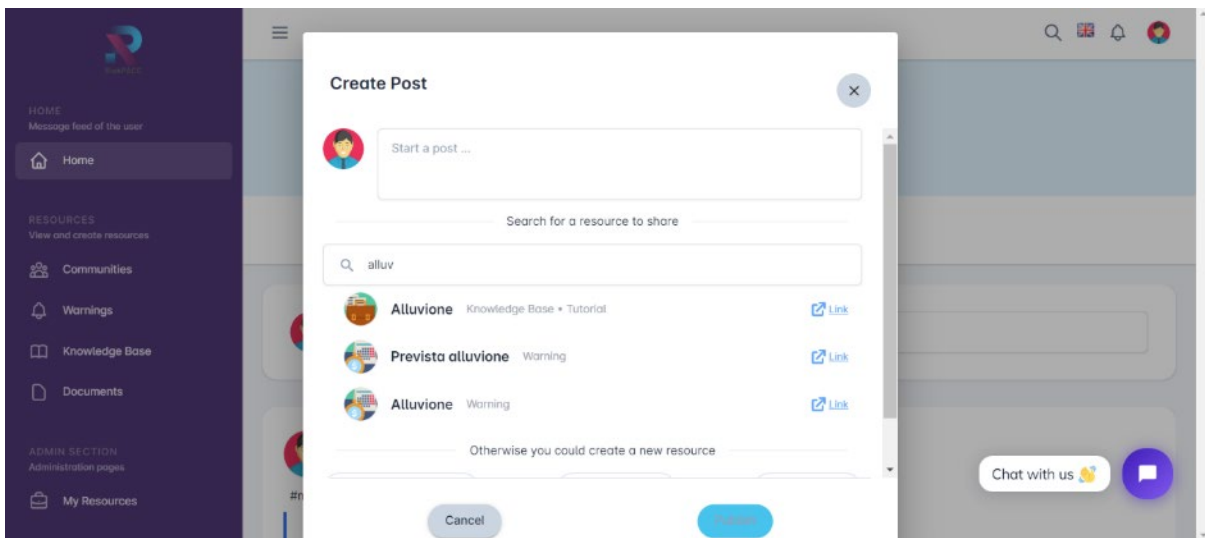 HOME
Message feed of the user
Home
RESOURCES
View and create resources
Communities
Warnings
Knowledge Base
Documents
ADMIN SECTION
Administration pages
My Resources
Create Post
Start a post ...
Search for a resource to share
alluv
Alluvione Knowledge Base • Tutorial Link
Prevista alluvione Warning Link
Alluvione Warning Link
Otherwise you could create a new resource
Cancel
Chat with us 👋